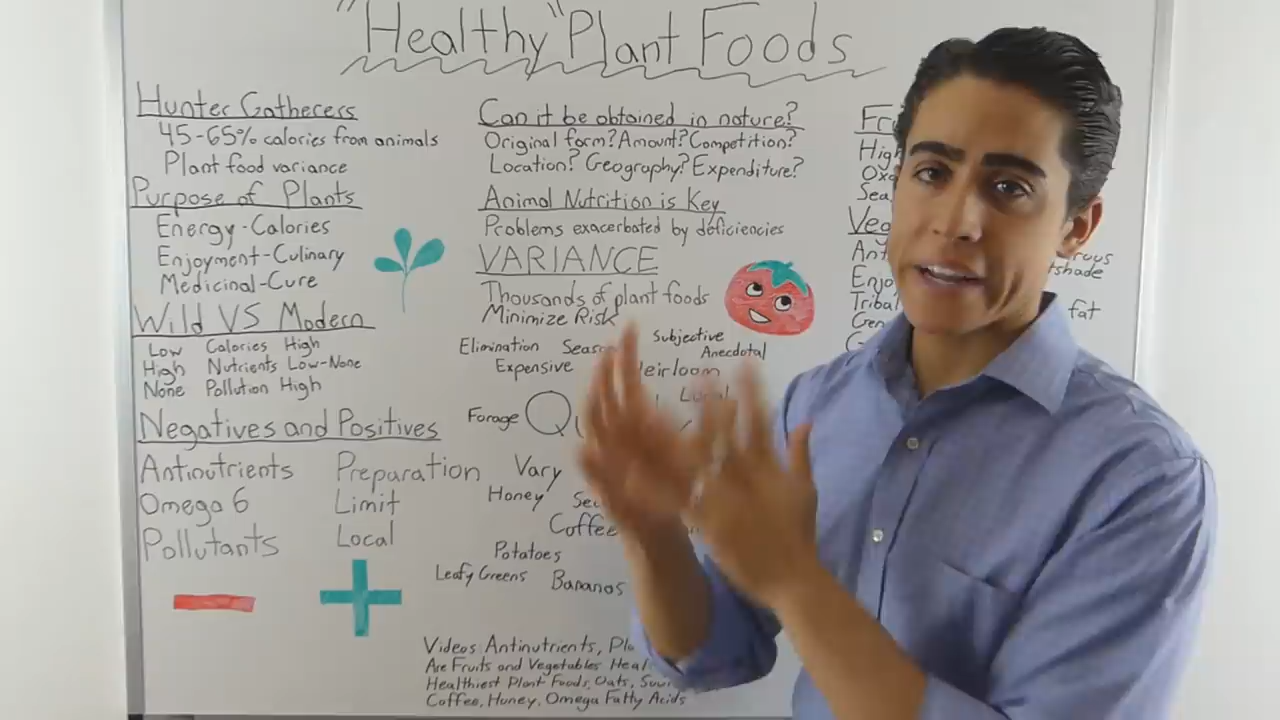 "Healthy" Plant Foods
Hunter Gatherers
45-65% calories from animals
Plant food variance
Purpose of Plants
Energy-Calories
Enjoyment-Culinary
Medicinal-Cure
Wild VS Modern
Low Calories High
High Nutrients Low-None
None Pollution High
Negatives and Positives
Antinutrients Preparation
Omega 6 Limit
Pollutants Local
Can it be obtained in nature?
Original form? Amount? Competition?
Location? Geography? Expenditure?
Animal Nutrition is Key
Problems exacerbated by deficiencies
VARIANCE
Thousands of plant foods
Minimize Risk
Subjective
Elimination
Anecdotal
Expensive
Local
Forage
Vary
Honey
Coffee
Potatoes
Leafy Greens Bananas
Videos: Antinutrients,
Are Fruits and Vegetables
Healthiest Plant Foods, Oats,
Coffee, Honey, Omega Fatty Acids
High
Tribal
fat